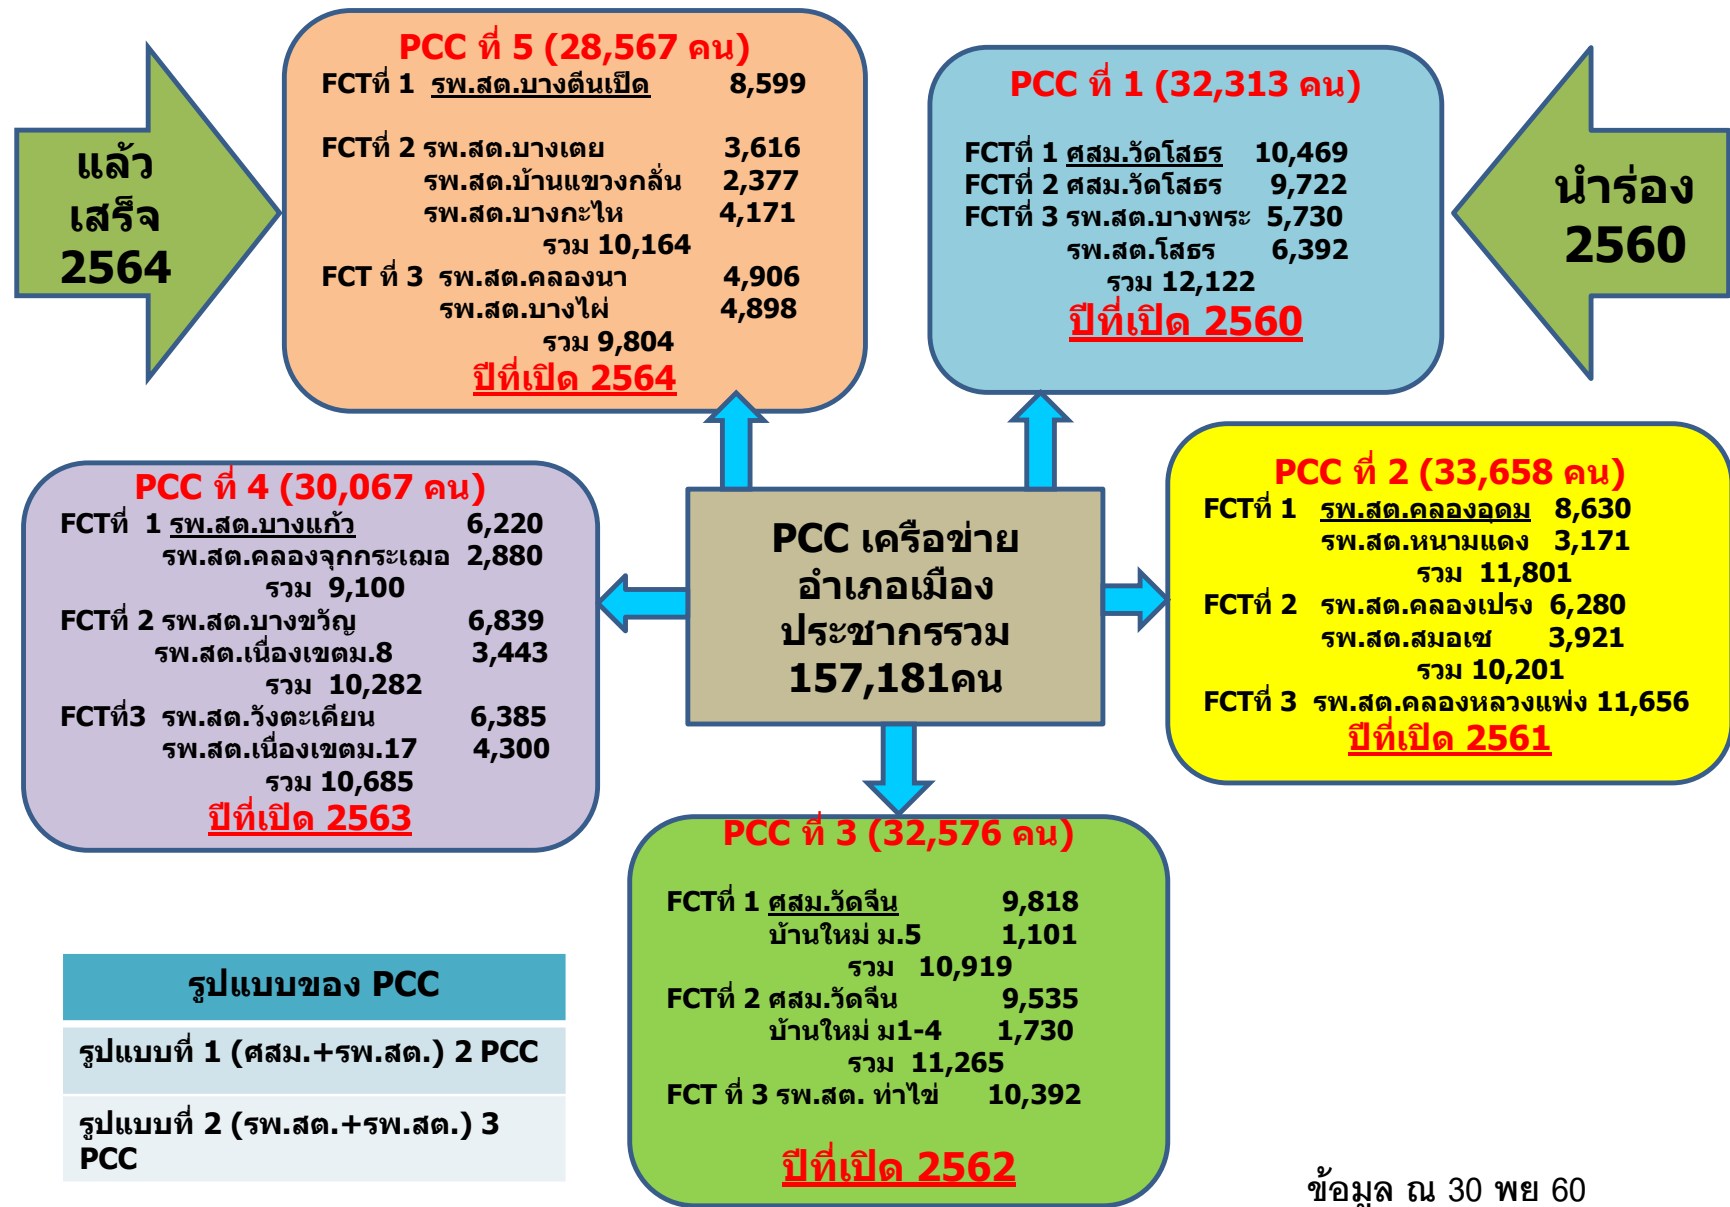 แล้ว
เสร็จ
2564
PCC ที่ 5 (28,567 คน)
FCTที่ 1 รพ.สต.บางตีนเป็ด 8,599
FCTที่ 2 รพ.สต.บางเตย 3,616
รพ.สต.บ้านแขวงกลั่น 2,377
รพ.สต.บางกะไห 4,171
รวม 10,164
FCT ที่ 3 รพ.สต.คลองนา 4,906
รพ.สต.บางไผ่ 4,898
รวม 9,804
ปีที่เปิด 2564
PCC ที่ 1 (32,313 คน)
FCTที่ 1 ศสม.วัดโสธร 10,469
FCTที่ 2 ศสม.วัดโสธร 9,722
FCTที่ 3 รพ.สต.บางพระ 5,730
รพ.สต.โสธร 6,392
รวม 12,122
ปีที่เปิด 2560
นำร่อง
2560
PCC ที่ 4 (30,067 คน)
FCTที่ 1 รพ.สต.บางแก้ว 6,220
รพ.สต.คลองจุกกระเฌอ 2,880
รวม 9,100
FCTที่ 2 รพ.สต.บางขวัญ 6,839
รพ.สต.เนื่องเขตม.8 3,443
รวม 10,282
FCTที่3 รพ.สต.วังตะเคียน 6,385
รพ.สต.เนื่องเขตม.17 4,300
รวม 10,685
ปีที่เปิด 2563
PCC เครือข่าย
อำเภอเมือง
ประชากรรวม
157,181คน
PCC ที่ 2 (33,658 คน)
FCTที่ 1 รพ.สต.คลองอุดม 8,630
รพ.สต.หนามแดง 3,171
รวม 11,801
FCTที่ 2 รพ.สต.คลองเปรง 6,280
รพ.สต.สมอเซ 3,921
รวม 10,201
FCTที่ 3 รพ.สต.คลองหลวงแพ่ง 11,656
ปีที่เปิด 2561
PCC ที่ 3 (32,576 คน)
FCTที่ 1 ศสม.วัดจีน 9,818
บ้านใหม่ ม.5 1,101
รวม 10,919
FCTที่ 2 ศสม.วัดจีน 9,535
บ้านใหม่ ม1-4 1,730
รวม 11,265
FCT ที่ 3 รพ.สต. ท่าไข่ 10,392
ปีที่เปิด 2562
รูปแบบของ PCC
รูปแบบที่ 1 (ศสม.+รพ.สต.) 2 PCC
รูปแบบที่ 2 (รพ.สต.+รพ.สต.) 3
PCC
ข้อมูล ณ 30 พย 60